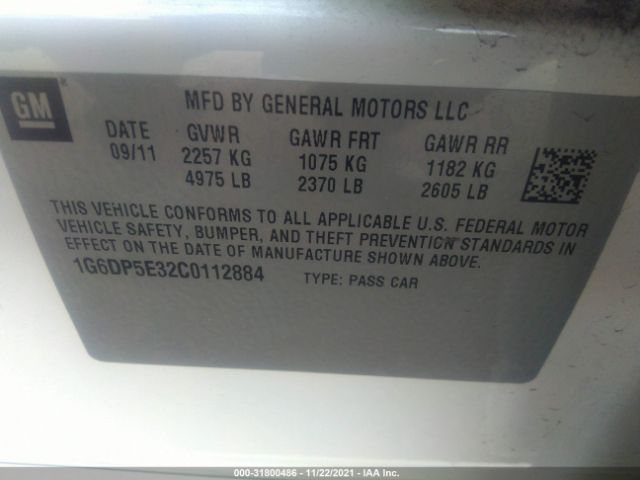 GM
MFD BY GENERAL MOTORS LLC
DATE GVWR GAWR FRT GAWR RR
09/11 2257 KG 1075 KG 1182 KG
4975 LB 2370 LB 2605 LB
THIS VEHICLE CONFORMS TO ALL APPLICABLE U.S. FEDERAL MOTOR
VEHICLE SAFETY, BUMPER, AND THEFT PREVENTION STANDARDS IN
EFFECT ON THE DATE OF MANUFACTURE SHOWN ABOVE.
1G6DP5E32C0112884 TYPE: PASS CAR
000-31800486 - 11/22/2021 - IAA Inc.